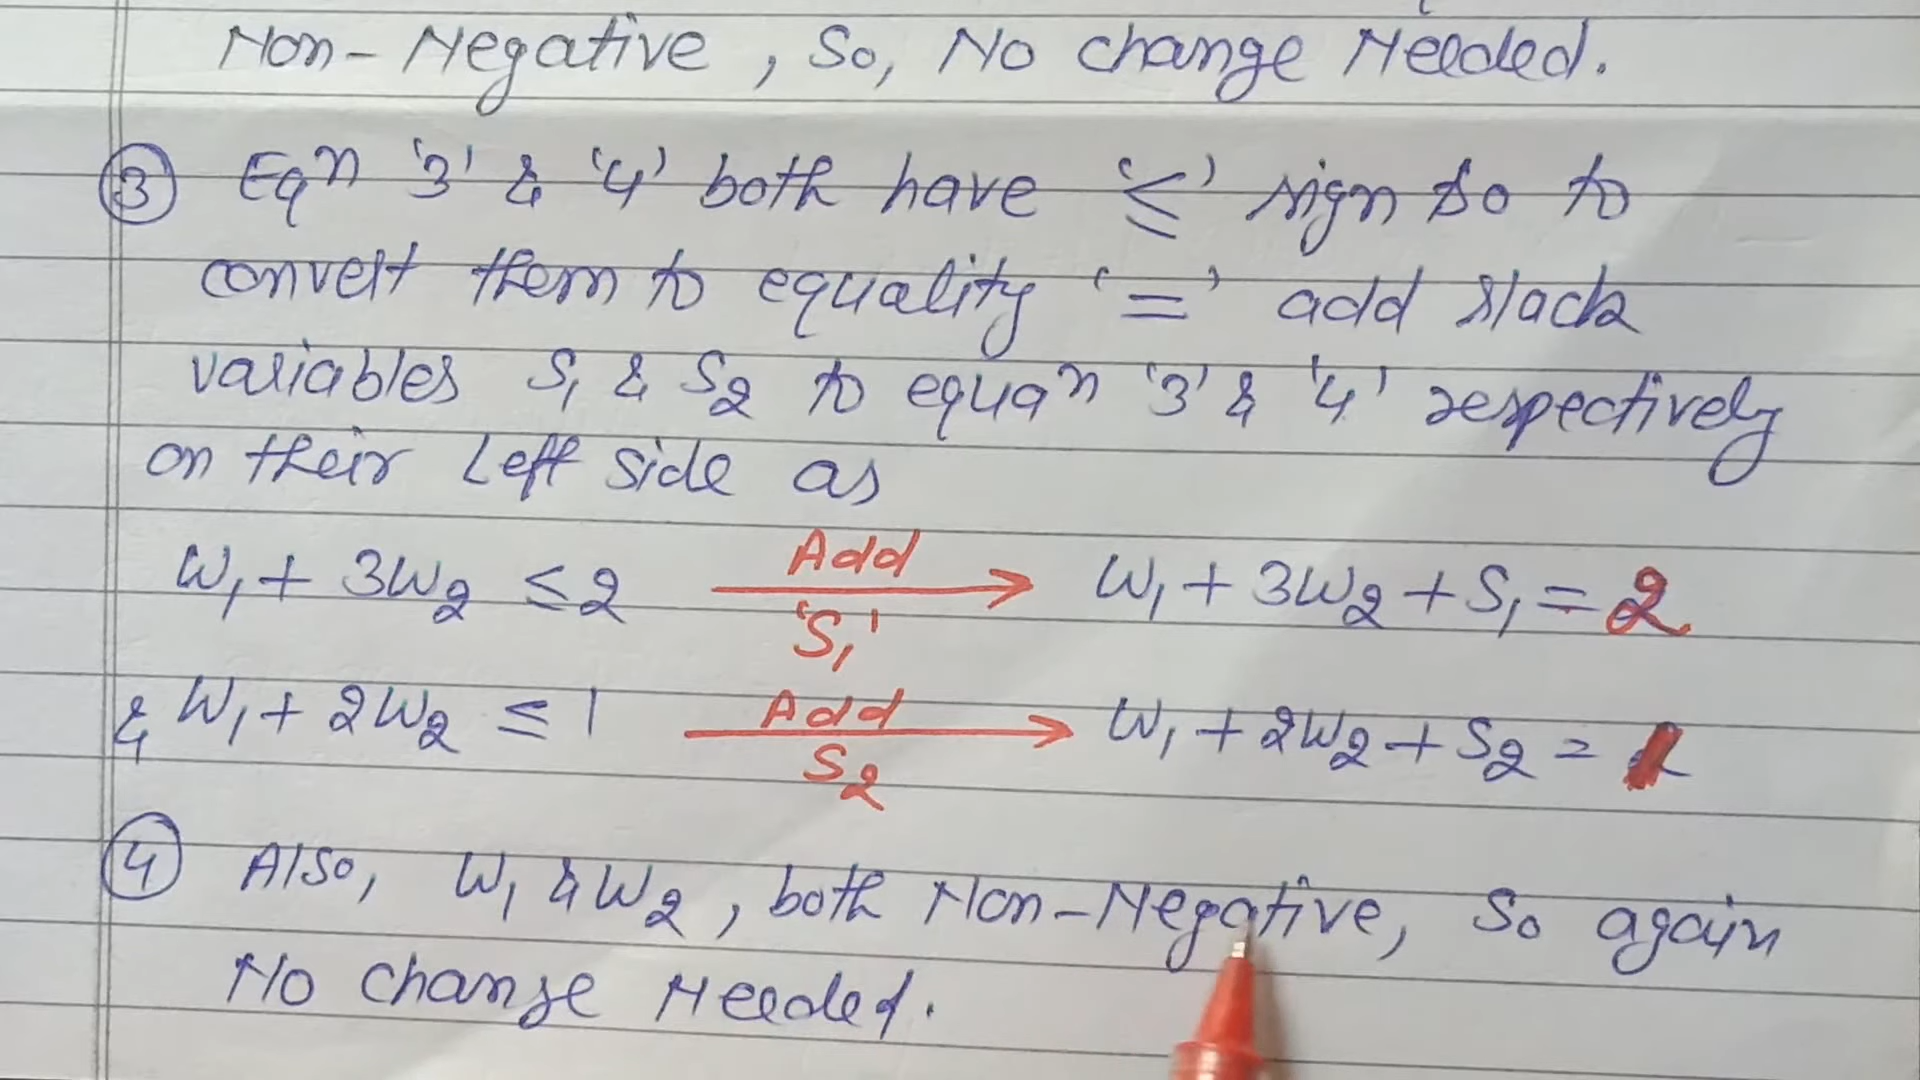 Non-Negative, So, No change Needed.
③ Eqⁿ '3' & '4' both have '≤' sign so to
convert them to equality '=' add slack
variables S₁ & S₂ to equaⁿ '3' & '4' respectively
on their Left side as
W₁ + 3W₂ ≤ 2 Add 'S₁' → W₁ + 3W₂ + S₁ = 2
& W₁ + 2W₂ ≤ 1 Add S₂ → W₁ + 2W₂ + S₂ = 1
④ Also, W₁ & W₂, both Non-Negative, So again
No change Needed.